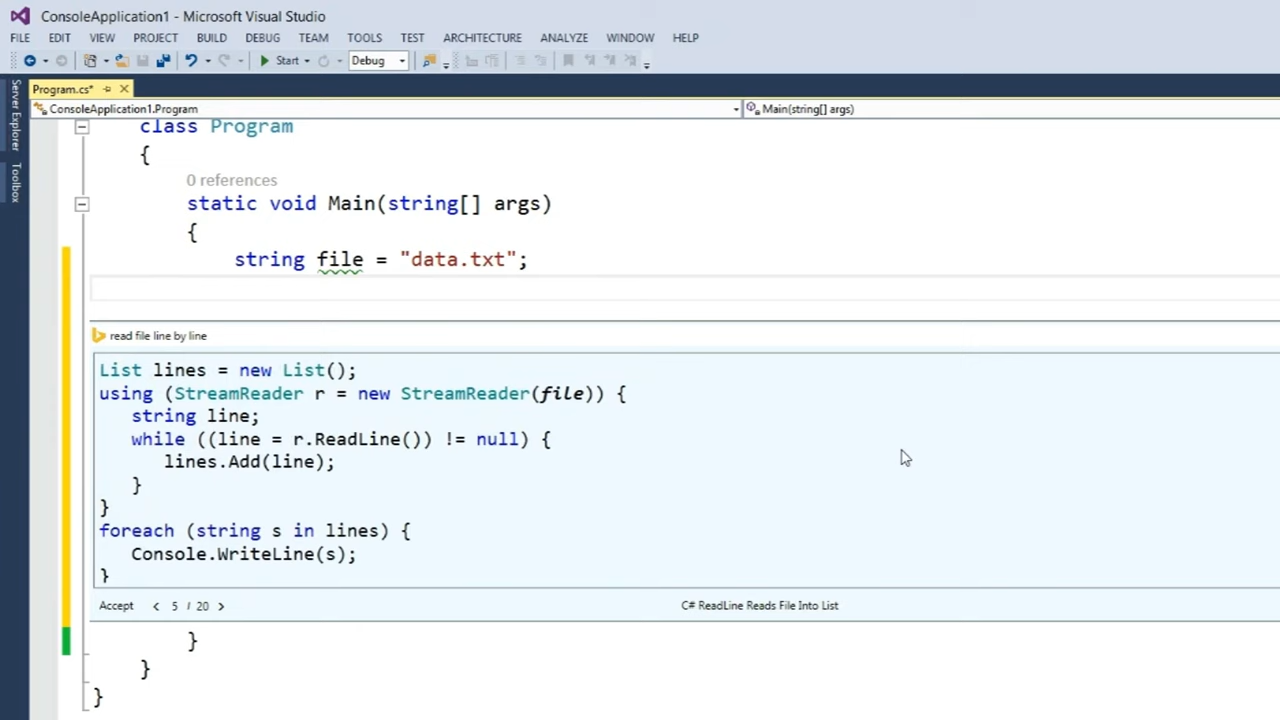 ConsoleApplication1 - Microsoft Visual Studio
FILE EDIT VIEW PROJECT BUILD DEBUG TEAM TOOLS TEST ARCHITECTURE ANALYZE WINDOW HELP
Start Debug
Server Explorer
Toolbox
Program.cs*
ConsoleApplication1.Program Main(string[] args)
class Program
{
0 references
static void Main(string[] args)
{
string file = "data.txt";
read file line by line
List lines = new List();
using (StreamReader r = new StreamReader(file)) {
string line;
while ((line = r.ReadLine()) != null) {
lines.Add(line);
}
}
foreach (string s in lines) {
Console.WriteLine(s);
}
Accept < 5 / 20 > C# ReadLine Reads File Into List
}
}
}